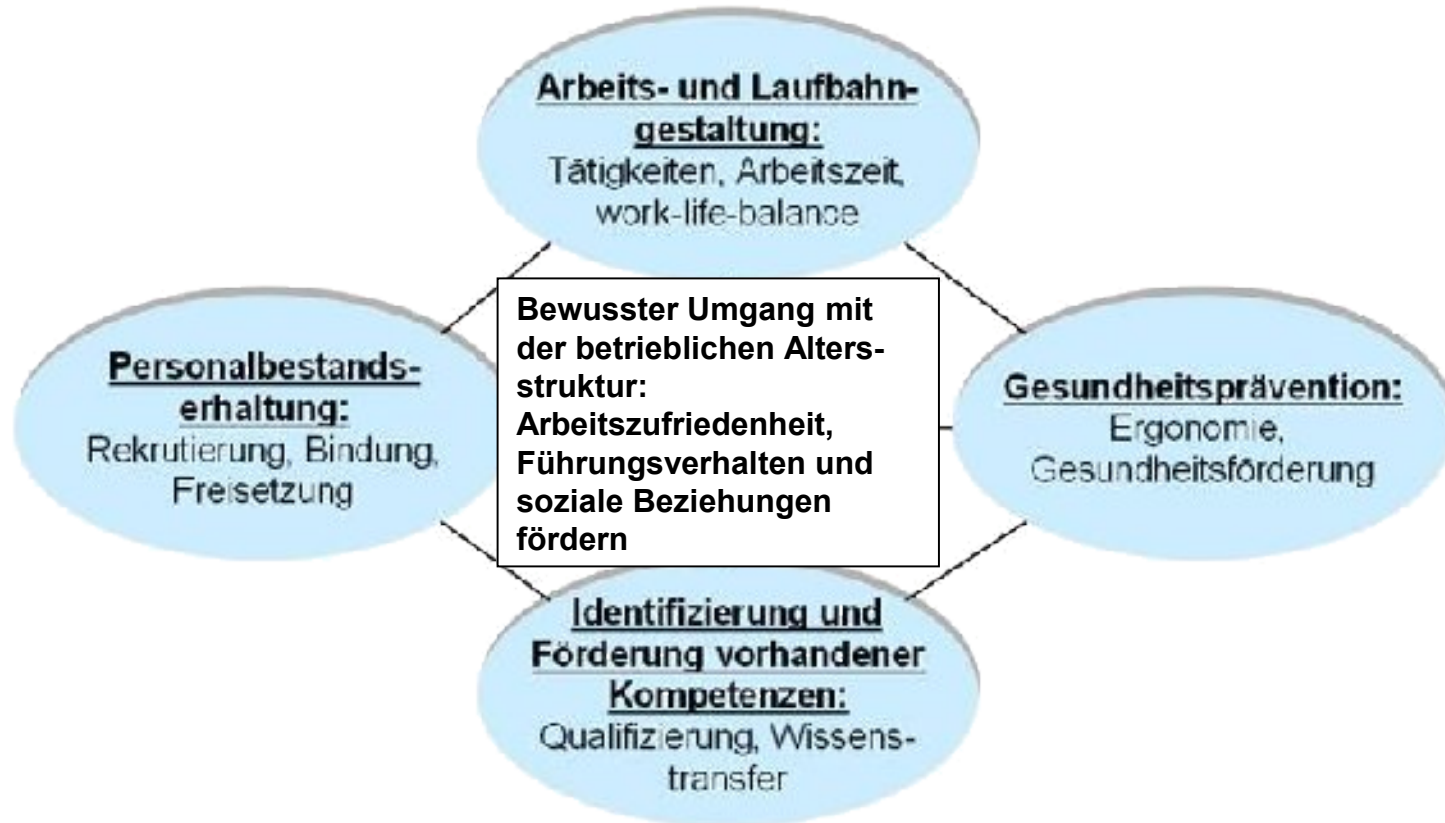 Arbeits- und Laufbahn-
gestaltung:
Tätigkeiten, Arbeitszeit,
work-life-balance
Personalbestands-
erhaltung:
Rekrutierung, Bindung,
Freisetzung
Bewusster Umgang mit
der betrieblichen Alters-
struktur:
Arbeitszufriedenheit,
Führungsverhalten und
soziale Beziehungen
fördern
Gesundheitsprävention:
Ergonomie,
Gesundheitsförderung
Identifizierung und
Förderung vorhandener
Kompetenzen:
Qualifizierung, Wissens-
transfer